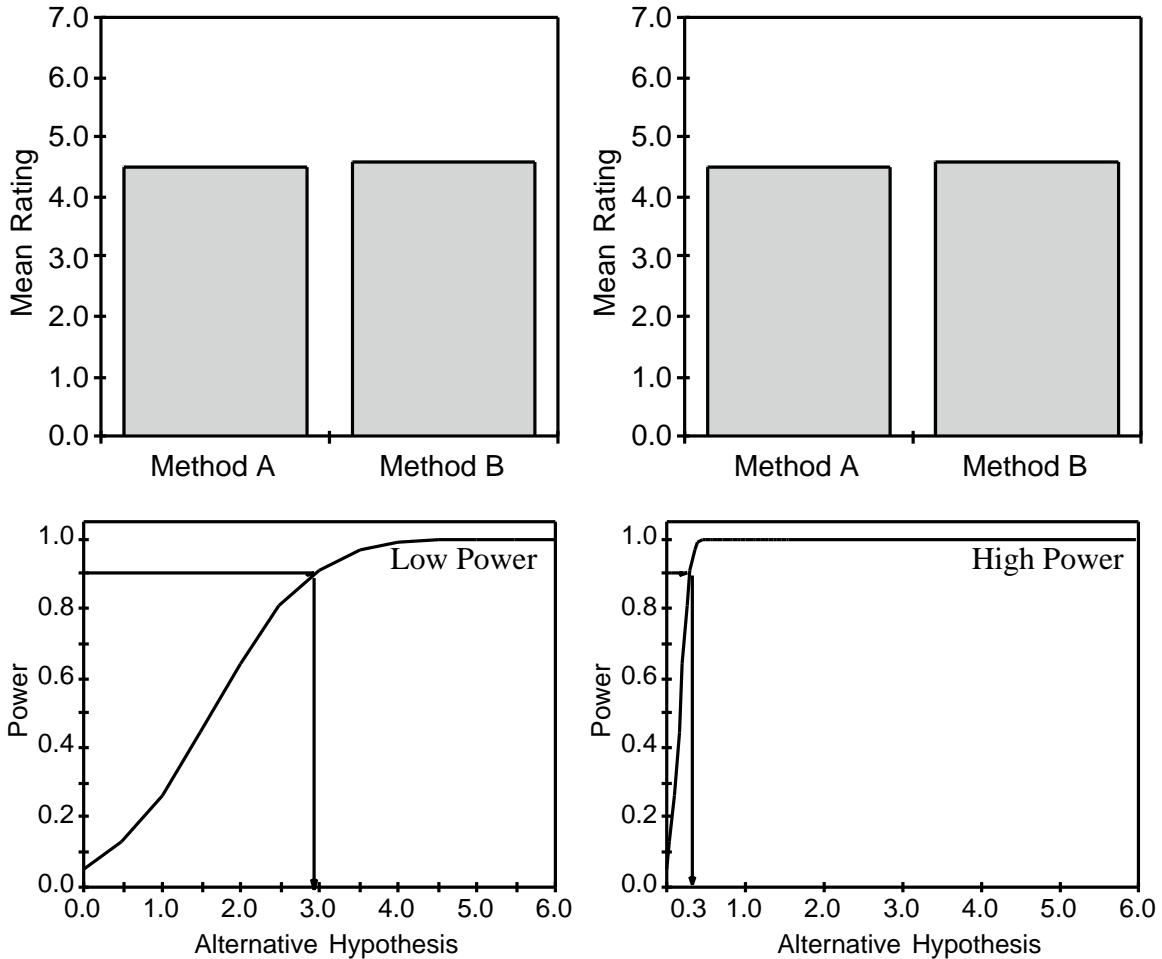 Mean Rating
7.0
6.0
5.0
4.0
3.0
2.0
1.0
0.0
Method A
Method B
Mean Rating
7.0
6.0
5.0
4.0
3.0
2.0
1.0
0.0
Method A
Method B
Power
1.0
0.8
0.6
0.4
0.2
0.0
Low Power
0.0 1.0 2.0 3.0 4.0 5.0 6.0
Alternative Hypothesis
Power
1.0
0.8
0.6
0.4
0.2
0.0
High Power
0.3 1.0 2.0 3.0 4.0 5.0 6.0
Alternative Hypothesis